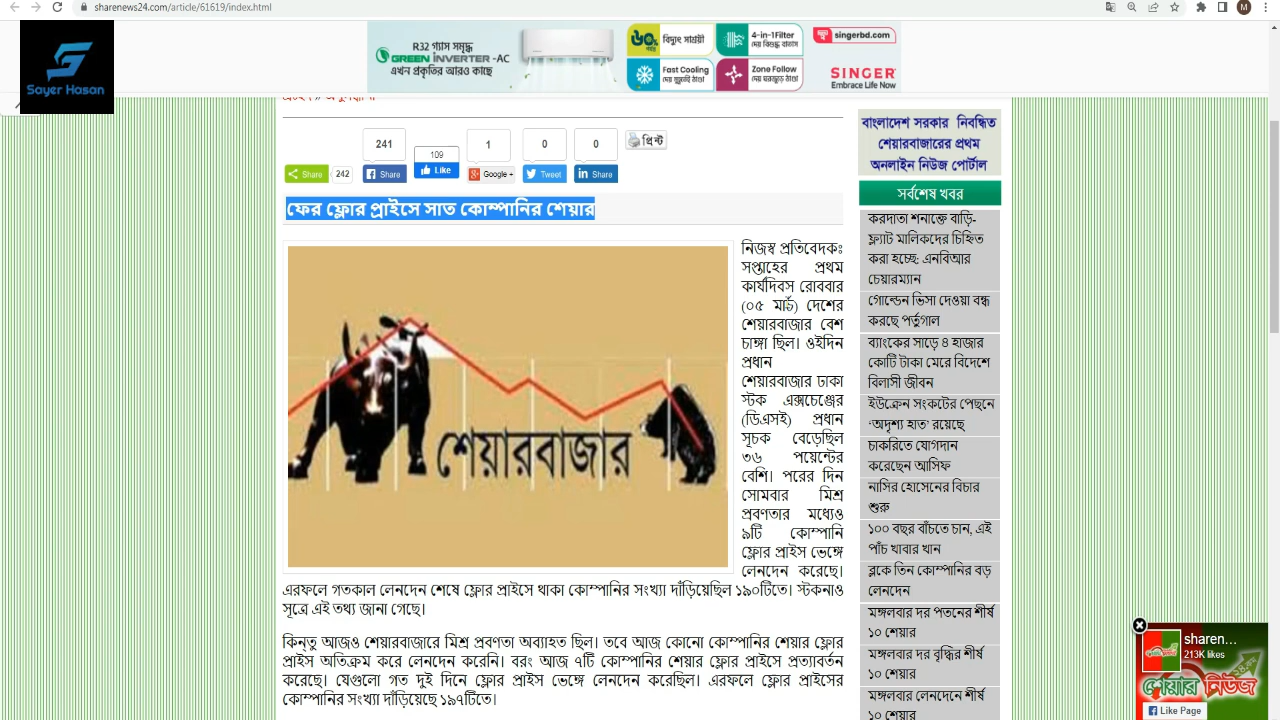 sharenews24.com/article/61619/index.html
M
Sayer Hasan
R32 গ্যাস সমৃদ্ধ
GREEN INVERTER -AC
এখন প্রকৃতির আরও কাছে
৬০%
বিদ্যুৎ সাশ্রয়ী
4-in-1 Filter
দেয় বিশুদ্ধ বাতাস
Fast Cooling
দেয় মুহূর্তেই ঠান্ডা
Zone Follow
দেয় ঘরজুড়ে ঠান্ডা
singerbd.com
SINGER
Embrace Life Now
Share 242
241
Share
109
Like
1
Google +
0
Tweet
0
Share
প্রিন্ট
ফের ফ্লোর প্রাইসে সাত কোম্পানির শেয়ার
শেয়ারবাজার
নিজস্ব প্রতিবেদকঃ
সপ্তাহের প্রথম
কার্যদিবস রোববার
(০৫ মার্চ) দেশের
শেয়ারবাজার বেশ
চাঙ্গা ছিল। ওইদিন
প্রধান
শেয়ারবাজার ঢাকা
স্টক এক্সচেঞ্জের
(ডিএসই) প্রধান
সূচক বেড়েছিল
৩৬ পয়েন্টের
বেশি। পরের দিন
সোমবার মিশ্র
প্রবণতার মধ্যেও
৯টি কোম্পানি
ফ্লোর প্রাইস ভেঙ্গে
লেনদেন করেছে।
এরফলে গতকাল লেনদেন শেষে ফ্লোর প্রাইসে থাকা কোম্পানির সংখ্যা দাঁড়িয়েছিল ১৯০টিতে। স্টকনাও
সূত্রে এই তথ্য জানা গেছে।
কিন্তু আজও শেয়ারবাজারে মিশ্র প্রবণতা অব্যাহত ছিল। তবে আজ কোনো কোম্পানির শেয়ার ফ্লোর
প্রাইস অতিক্রম করে লেনদেন করেনি। বরং আজ ৭টি কোম্পানির শেয়ার ফ্লোর প্রাইসে প্রত্যাবর্তন
করেছে। যেগুলো গত দুই দিনে ফ্লোর প্রাইস ভেঙ্গে লেনদেন করেছিল। এরফলে ফ্লোর প্রাইসের
কোম্পানির সংখ্যা দাঁড়িয়েছে ১৯৭টিতে।
বাংলাদেশ সরকার নিবন্ধিত
শেয়ারবাজারের প্রথম
অনলাইন নিউজ পোর্টাল
সর্বশেষ খবর
করদাতা শনাক্তে বাড়ি-
ফ্ল্যাট মালিকদের চিহ্নিত
করা হচ্ছে: এনবিআর
চেয়ারম্যান
গোল্ডেন ভিসা দেওয়া বন্ধ
করছে পর্তুগাল
ব্যাংকের সাড়ে ৪ হাজার
কোটি টাকা মেরে বিদেশে
বিলাসী জীবন
ইউক্রেন সংকটের পেছনে
‘অদৃশ্য হাত’ রয়েছে
চাকরিতে যোগদান
করেছেন আসিফ
নাসির হোসেনের বিচার
শুরু
১০০ বছর বাঁচতে চান, এই
পাঁচ খাবার খান
ব্লকে তিন কোম্পানির বড়
লেনদেন
মঙ্গলবার দর পতনের শীর্ষ
১০ শেয়ার
মঙ্গলবার দর বৃদ্ধির শীর্ষ
১০ শেয়ার
মঙ্গলবার লেনদেনে শীর্ষ
১০ শেয়ার
sharen...
213K likes
শেয়ার নিউজ
Like Page